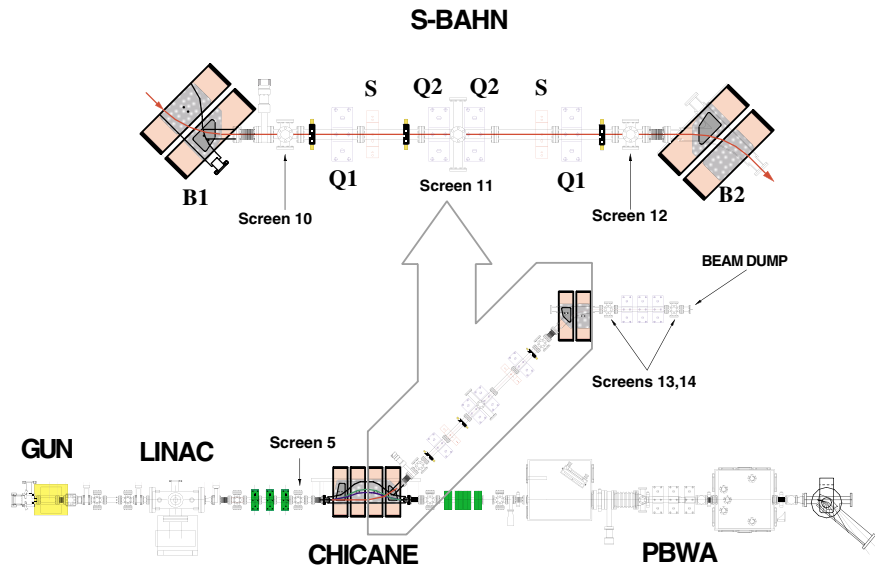 S-BAHN
S Q2 Q2 S
B1 Q1 Screen 11 Q1 B2
Screen 10 Screen 12
BEAM DUMP
Screens 13,14
GUN LINAC Screen 5
CHICANE PBWA